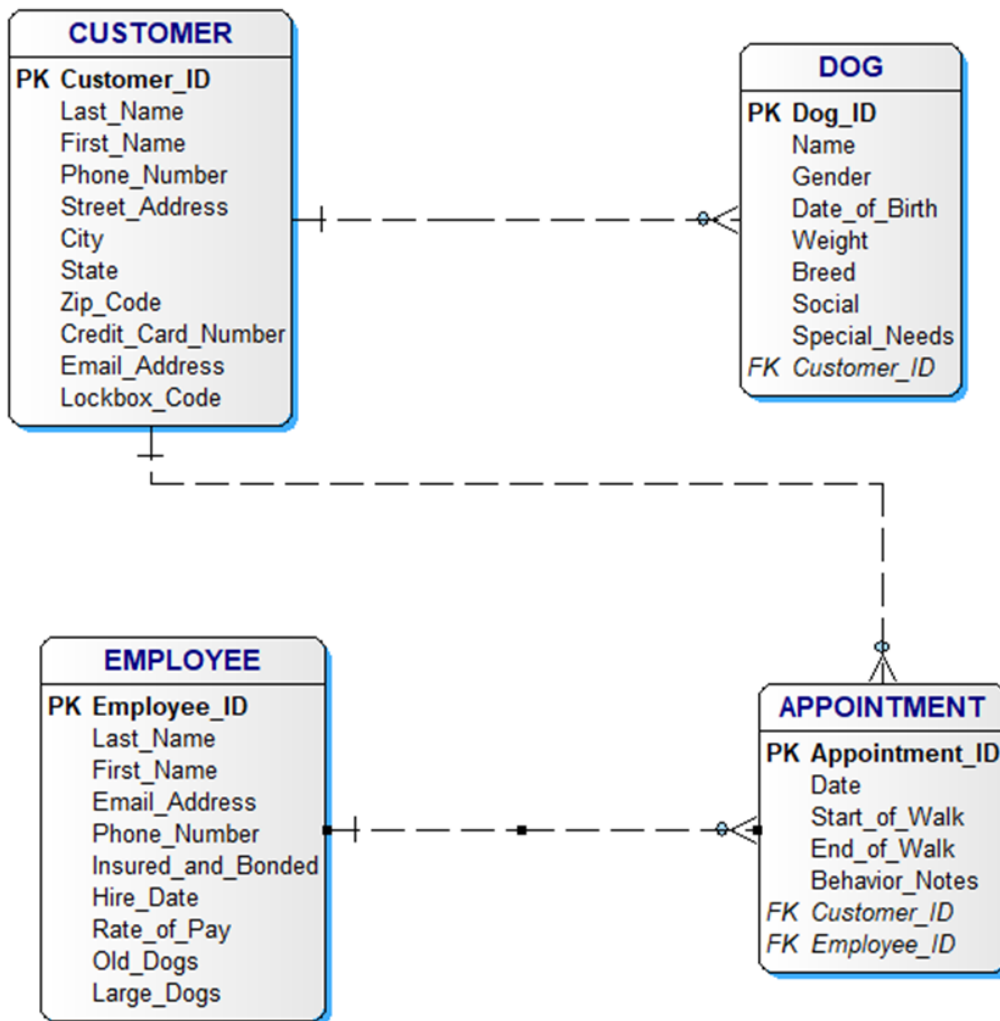 CUSTOMER
PK Customer_ID
Last_Name
First_Name
Phone_Number
Street_Address
City
State
Zip_Code
Credit_Card_Number
Email_Address
Lockbox_Code
DOG
PK Dog_ID
Name
Gender
Date_of_Birth
Weight
Breed
Social
Special_Needs
FK Customer_ID
EMPLOYEE
PK Employee_ID
Last_Name
First_Name
Email_Address
Phone_Number
Insured_and_Bonded
Hire_Date
Rate_of_Pay
Old_Dogs
Large_Dogs
APPOINTMENT
PK Appointment_ID
Date
Start_of_Walk
End_of_Walk
Behavior_Notes
FK Customer_ID
FK Employee_ID